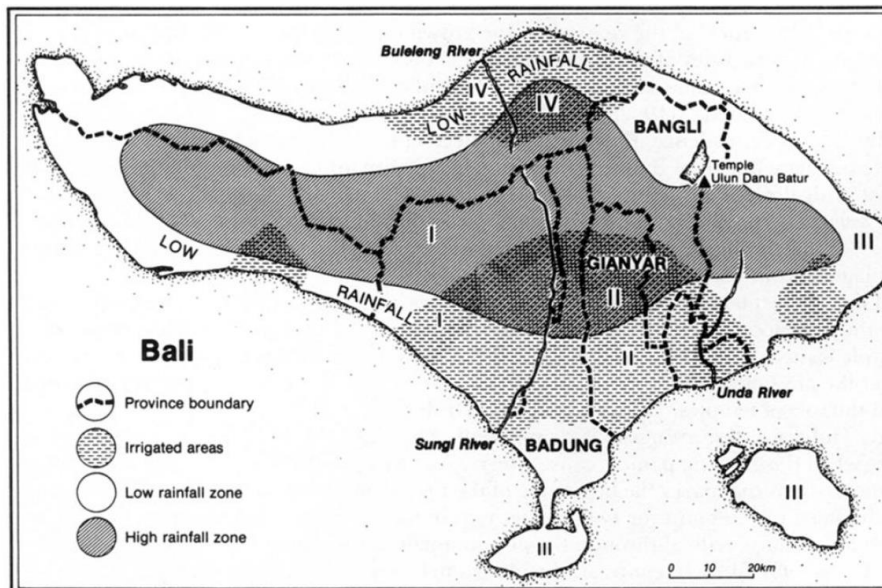 Buleleng River
LOW RAINFALL
IV
IV
BANGLI
Temple
Ulun Danu Batur
LOW
RAINFALL
I
I
GIANYAR
II
II
III
Bali
Province boundary
Irrigated areas
Low rainfall zone
High rainfall zone
Sungi River
BADUNG
Unda River
III
III
0 10 20km